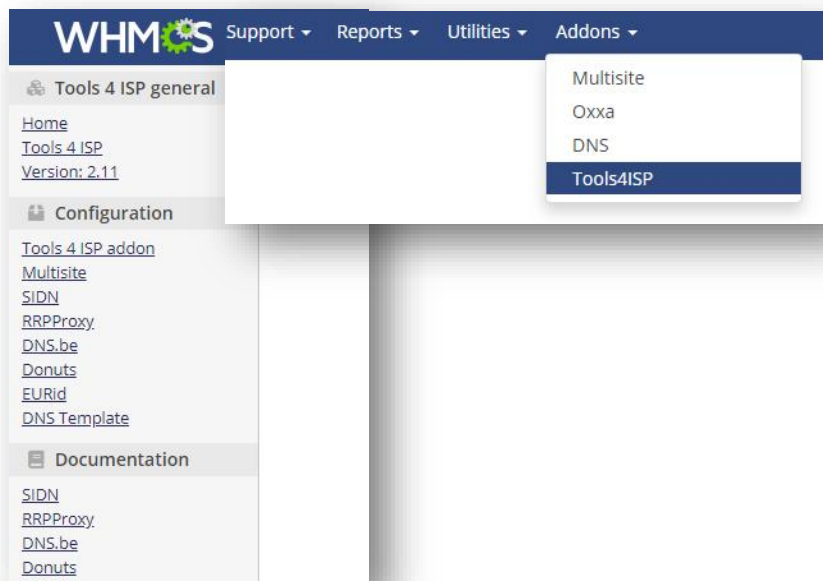 WHMCS Support Reports Utilities Addons
Multisite
Oxxa
DNS
Tools4ISP
Tools 4 ISP general
Home
Tools 4 ISP
Version: 2.11
Configuration
Tools 4 ISP addon
Multisite
SIDN
RRPProxy
DNS.be
Donuts
EURid
DNS Template
Documentation
SIDN
RRPProxy
DNS.be
Donuts